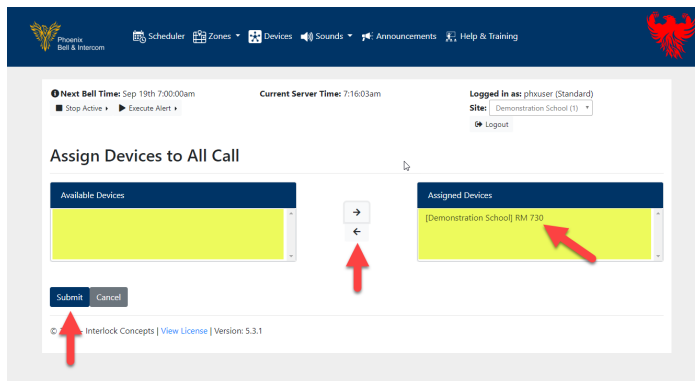 Phoenix
Bell & Intercom
Scheduler Zones Devices Sounds Announcements Help & Training
Next Bell Time: Sep 19th 7:00:00am
Current Server Time: 7:16:03am
Logged in as: phxuser (Standard)
Stop Active Execute Alert
Site: Demonstration School (1)
Logout
Assign Devices to All Call
Available Devices
Assigned Devices
[Demonstration School] RM 730
Submit Cancel
© Interlock Concepts | View License | Version: 5.3.1